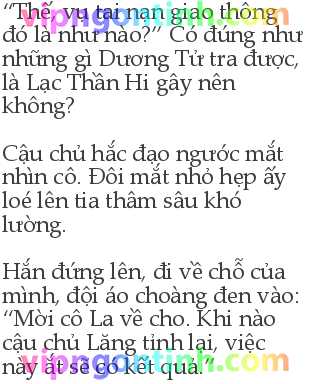 “Thế, vụ tai nạn giao thông
đó là như nào?” Có đúng như
những gì Dương Tử tra được,
là Lạc Thần Hi gây nên
không?
Cậu chủ hắc đạo ngước mắt
nhìn cô. Đôi mắt nhỏ hẹp ấy
loé lên tia thâm sâu khó
lường.
Hắn đứng lên, đi về chỗ của
mình, đội áo choàng đen vào:
“Mời cô La về cho. Khi nào
cậu chủ Lăng tỉnh lại, việc
này ắt sẽ có kết quả.”
vipngontinh.com
vipngontinh.com
vipngontinh.com